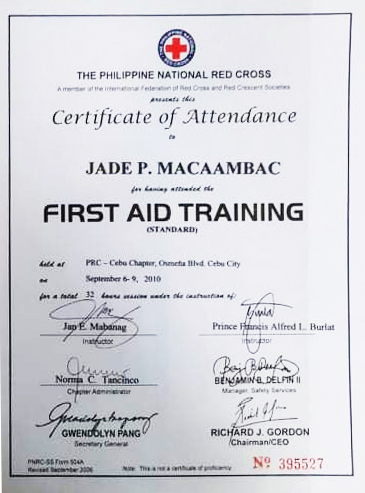 THE PHILIPPINE NATIONAL RED CROSS
A member of the International Federation of Red Cross and Red Crescent Societies
presents this
Certificate of Attendance
to
JADE P. MACAAMBAC
for having attended the
FIRST AID TRAINING
(STANDARD)
held at PRC – Cebu Chapter, Osmeña Blvd. Cebu City
on September 6- 9, 2010
for a total 32 hours session under the instruction of:
Jan E. Mabanag Prince Francis Alfred L. Burlat
Instructor Instructor
Norma C. Tancinco BENJAMIN B. DELFIN II
Chapter Administrator Manager, Safety Services
GWENDOLYN PANG RICHARD J. GORDON
Secretary General Chairman/CEO
PNRC-SS Form 504A
Revised September 2006 Note: This is not a certificate of proficiency. Nº 395527